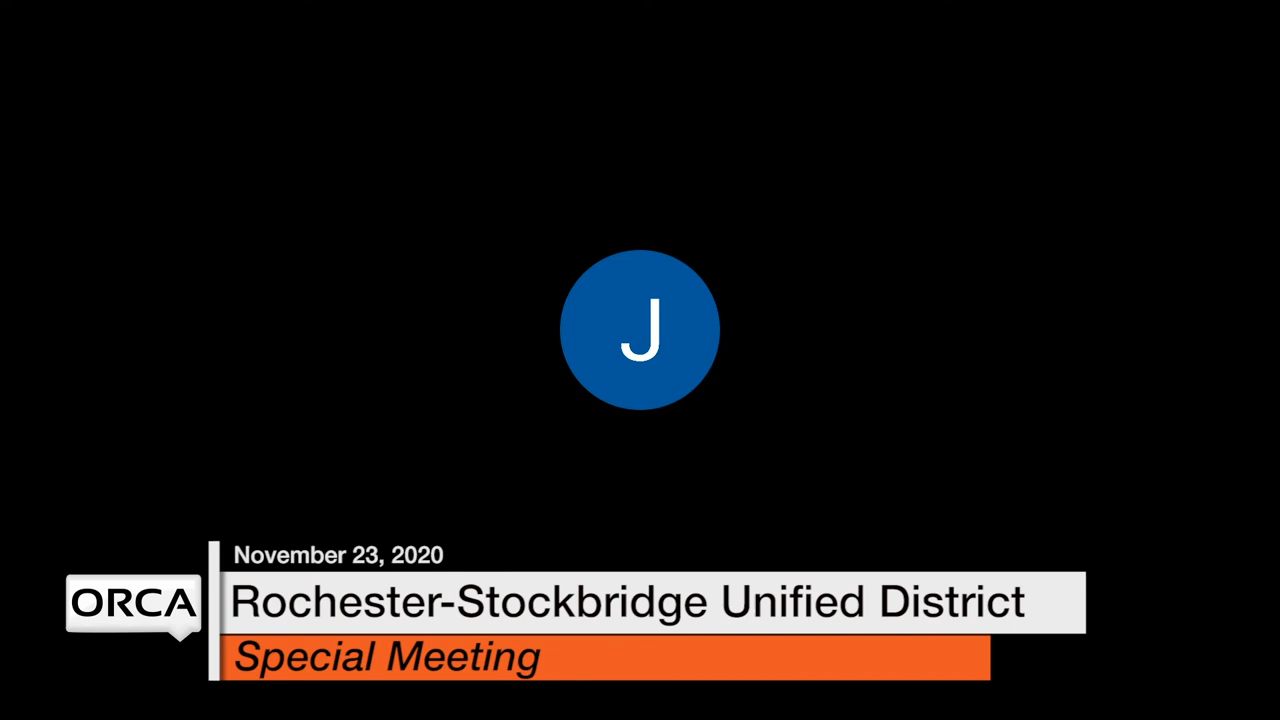 J
November 23, 2020
ORCA
Rochester-Stockbridge Unified District
Special Meeting